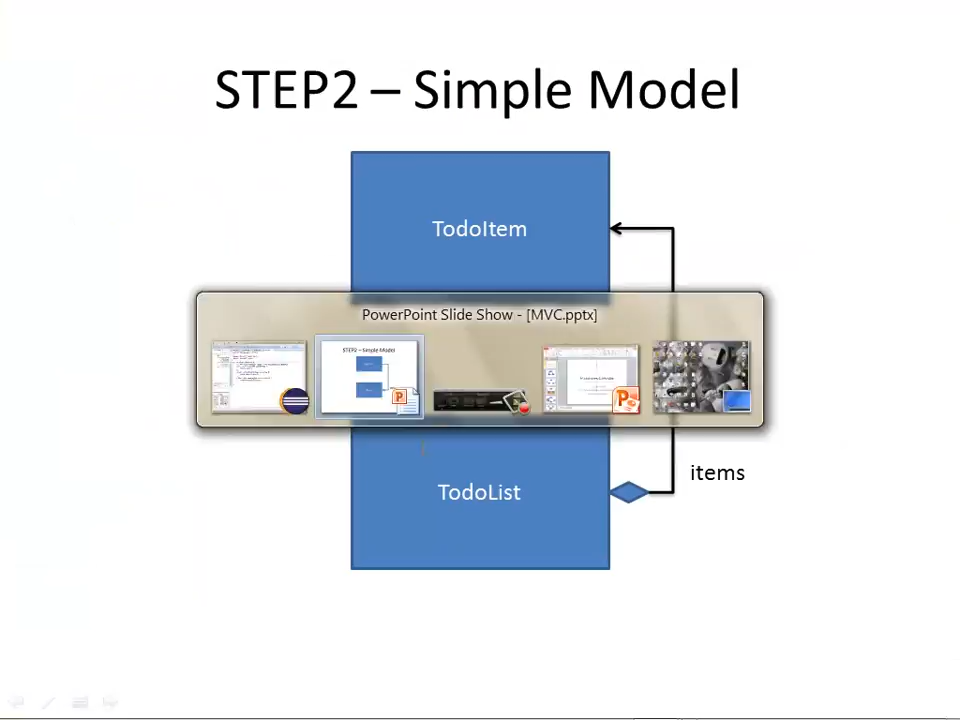 STEP2 – Simple Model
TodoItem
PowerPoint Slide Show - [MVC.pptx]
STEP2 – Simple Model
TodoList
items